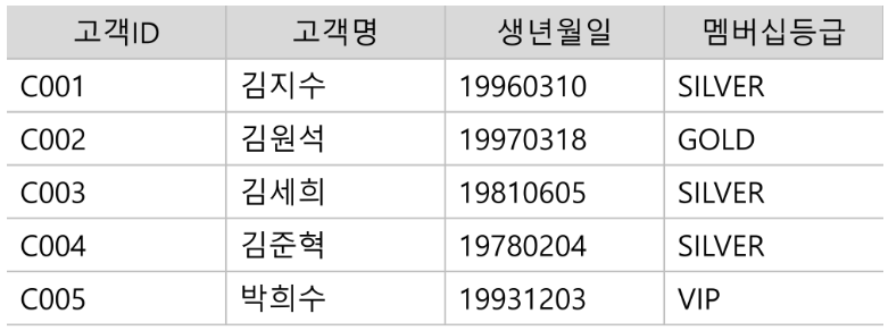 고객ID 고객명 생년월일 멤버십등급
C001 김지수 19960310 SILVER
C002 김원석 19970318 GOLD
C003 김세희 19810605 SILVER
C004 김준혁 19780204 SILVER
C005 박희수 19931203 VIP